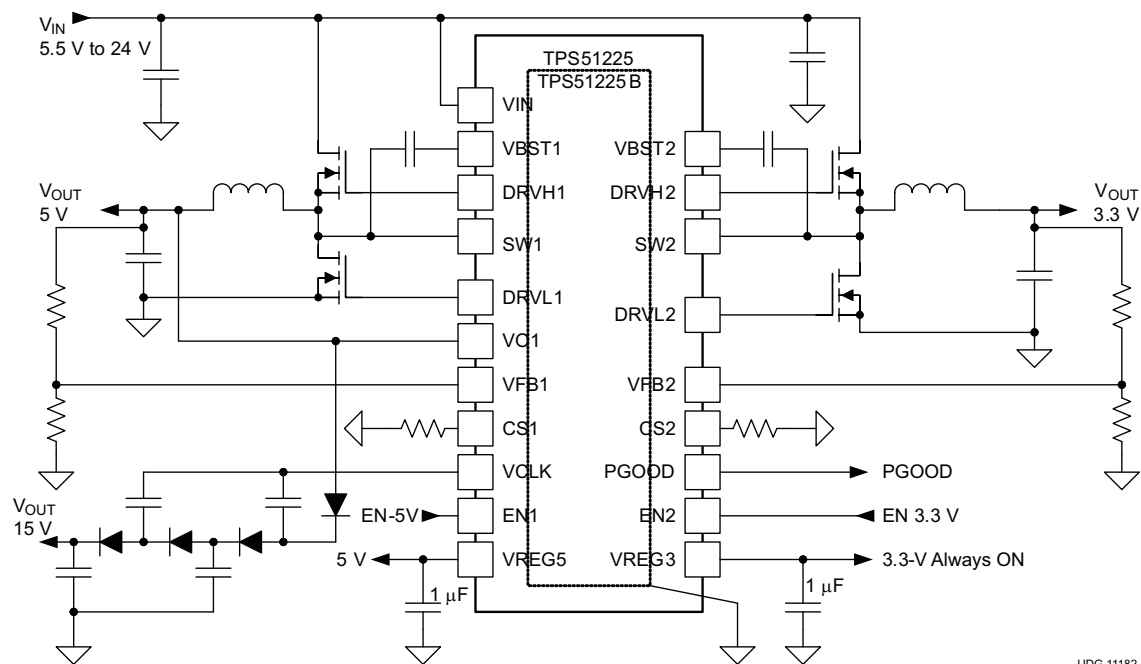 VIN
5.5 V to 24 V
TPS51225
TPS51225B
VIN
VBST1
VBST2
DRVH1
DRVH2
VOUT
5 V
VOUT
3.3 V
SW1
SW2
DRVL1
DRVL2
VO1
VFB1
VFB2
CS1
CS2
VCLK
PGOOD
PGOOD
VOUT
15 V
EN-5V
EN1
EN2
EN 3.3 V
5 V
VREG5
VREG3
3.3-V Always ON
1 μF
1 μF
UDG-11182